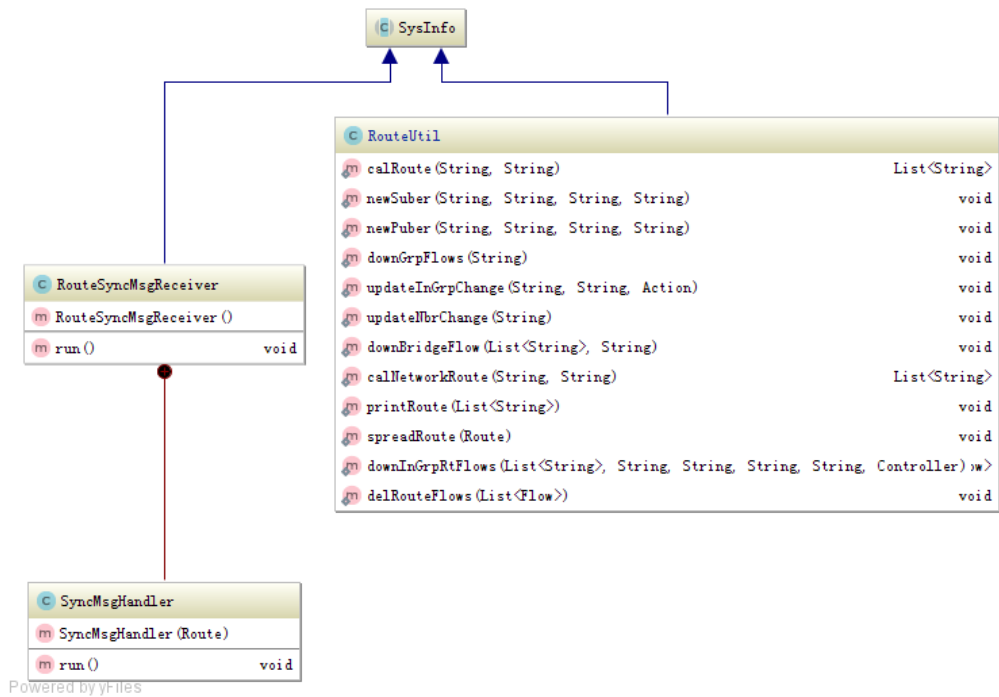 C SysInfo
C RouteUtil
m calRoute(String, String) List<String>
m newSuber(String, String, String, String) void
m newPuber(String, String, String, String) void
m downGrpFlows(String) void
m updateInGrpChange(String, String, Action) void
m updateNbrChange(String) void
m downBridgeFlow(List<String>, String) void
m calNetworkRoute(String, String) List<String>
m printRoute(List<String>) void
m spreadRoute(Route) void
m downInGrpRtFlows(List<String>, String, String, String, String, Controller) ow>
m delRouteFlows(List<Flow>) void
C RouteSyncMsgReceiver
m RouteSyncMsgReceiver()
m run() void
C SyncMsgHandler
m SyncMsgHandler(Route)
m run() void
Powered by yFiles